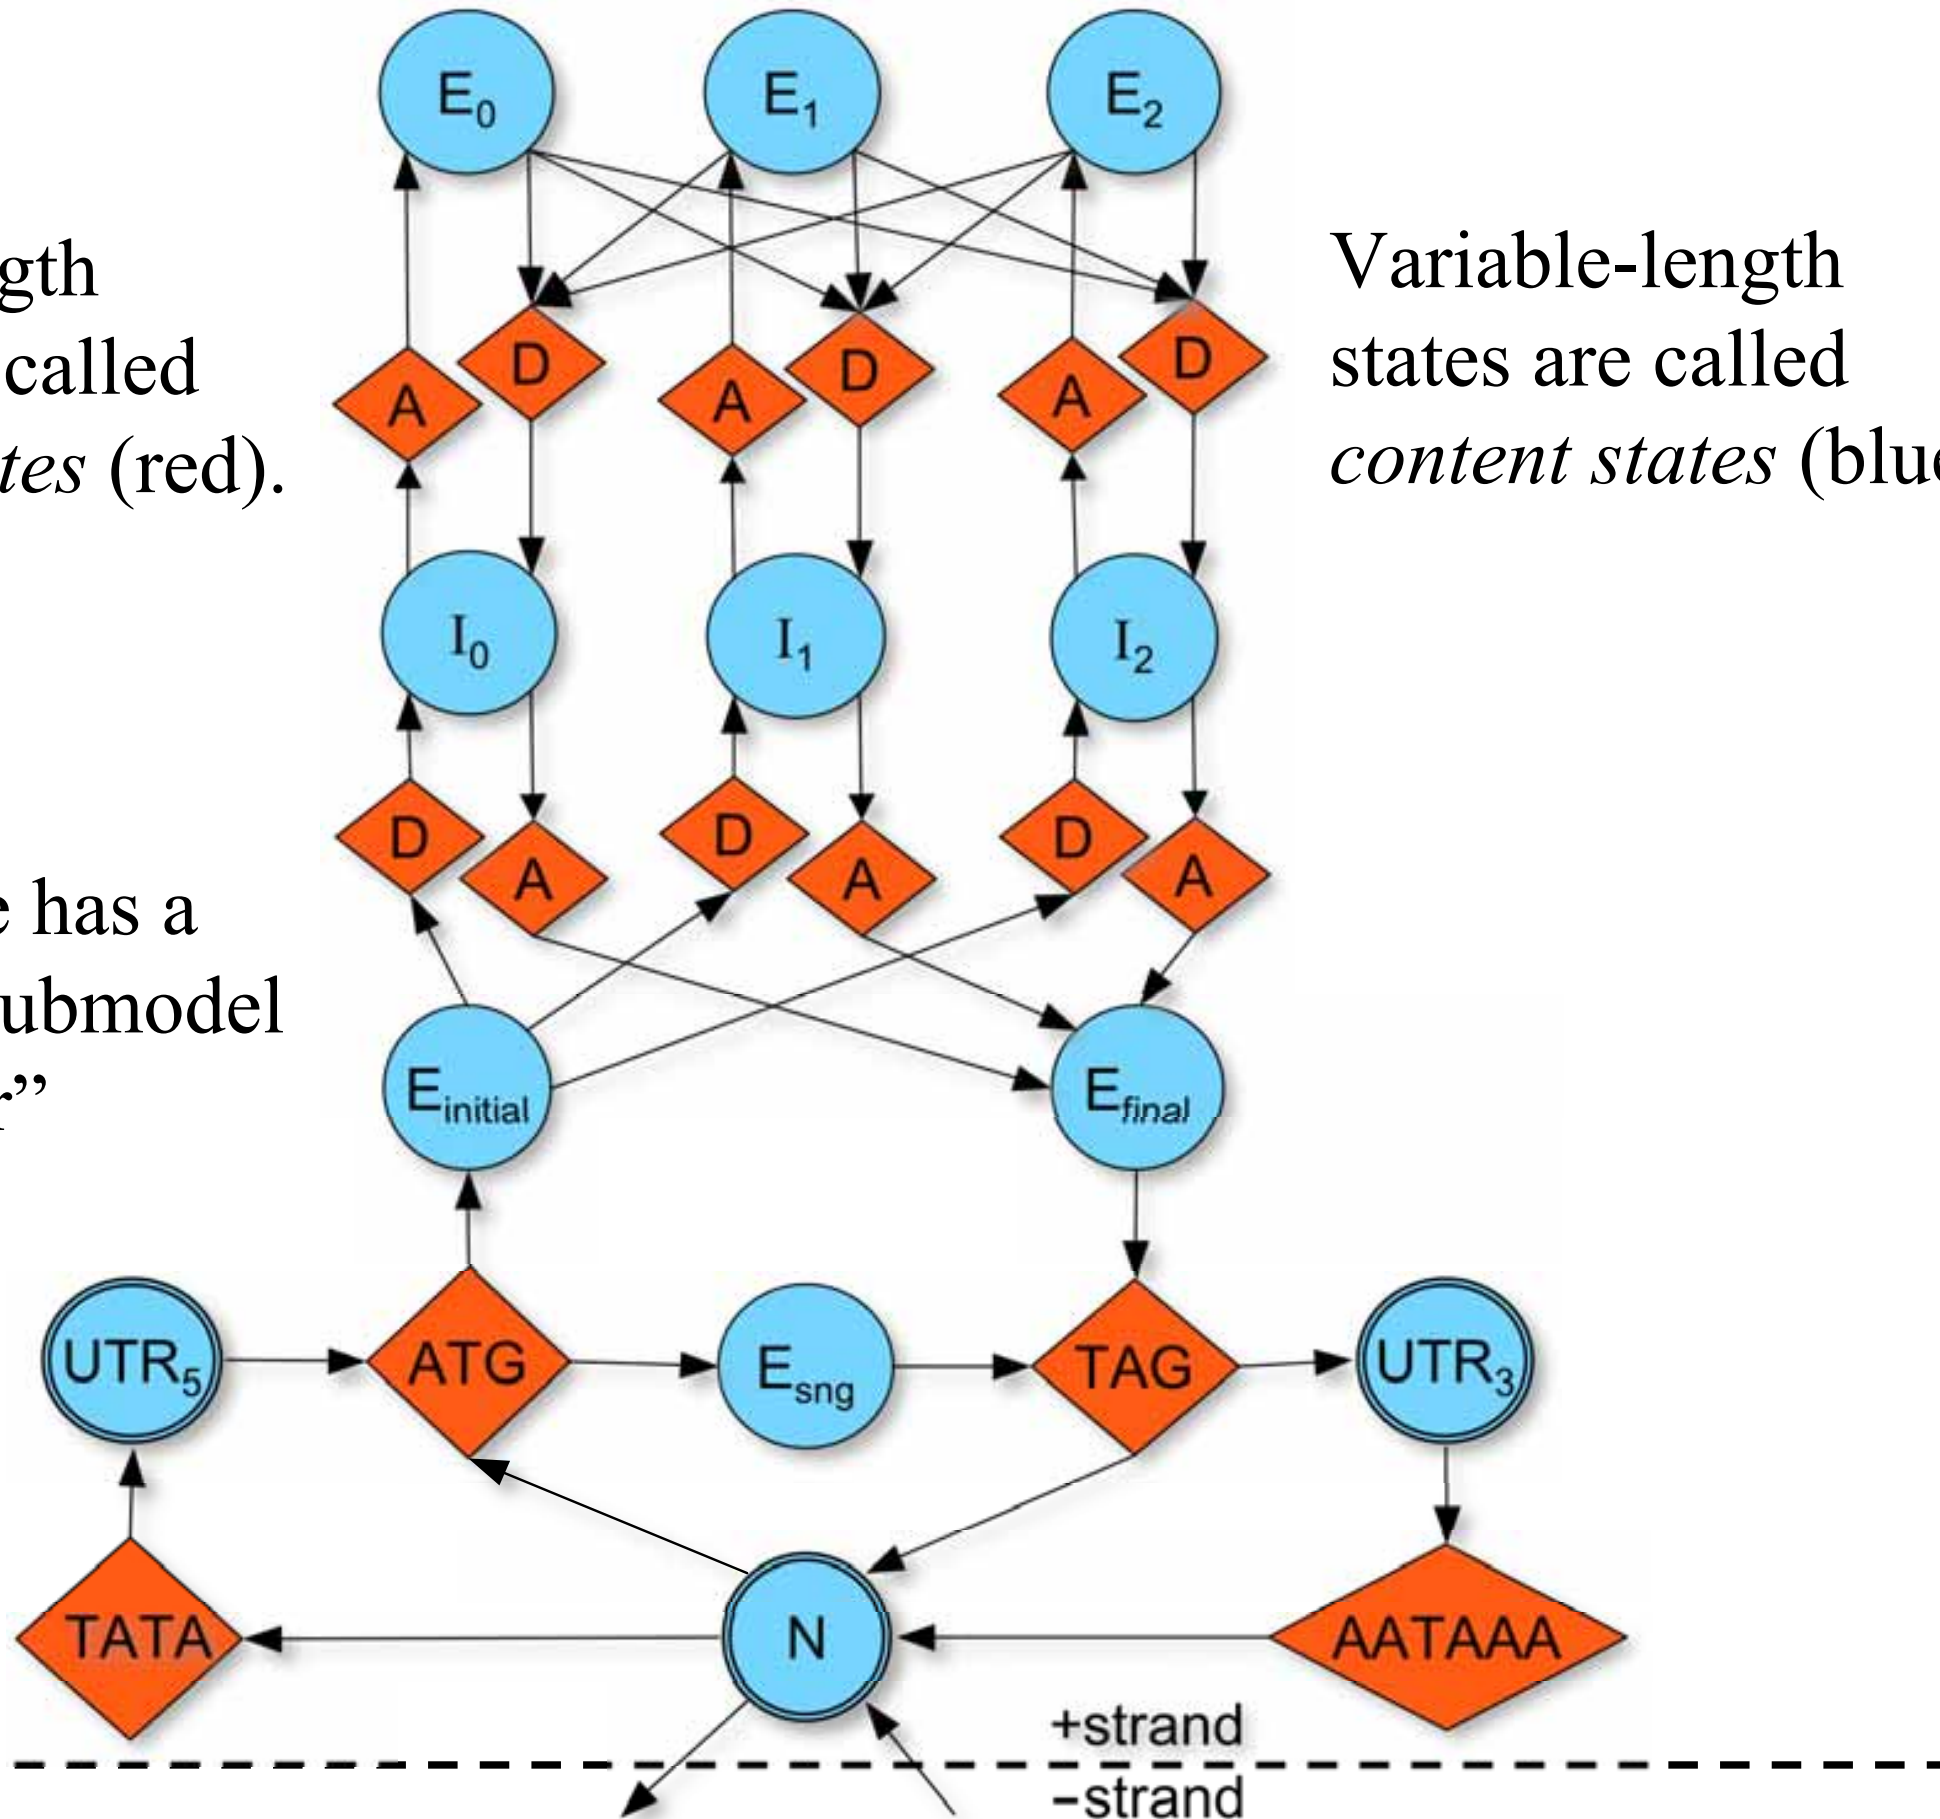 E0 E1 E2
gth
called
tes (red).
Variable-length
states are called
content states (blue
A D A D A D
I0 I1 I2
D A D A D A
e has a
ubmodel
r”
Einitial Efinal
UTR5 ATG Esng TAG UTR3
TATA N AATAAA
+strand
−strand